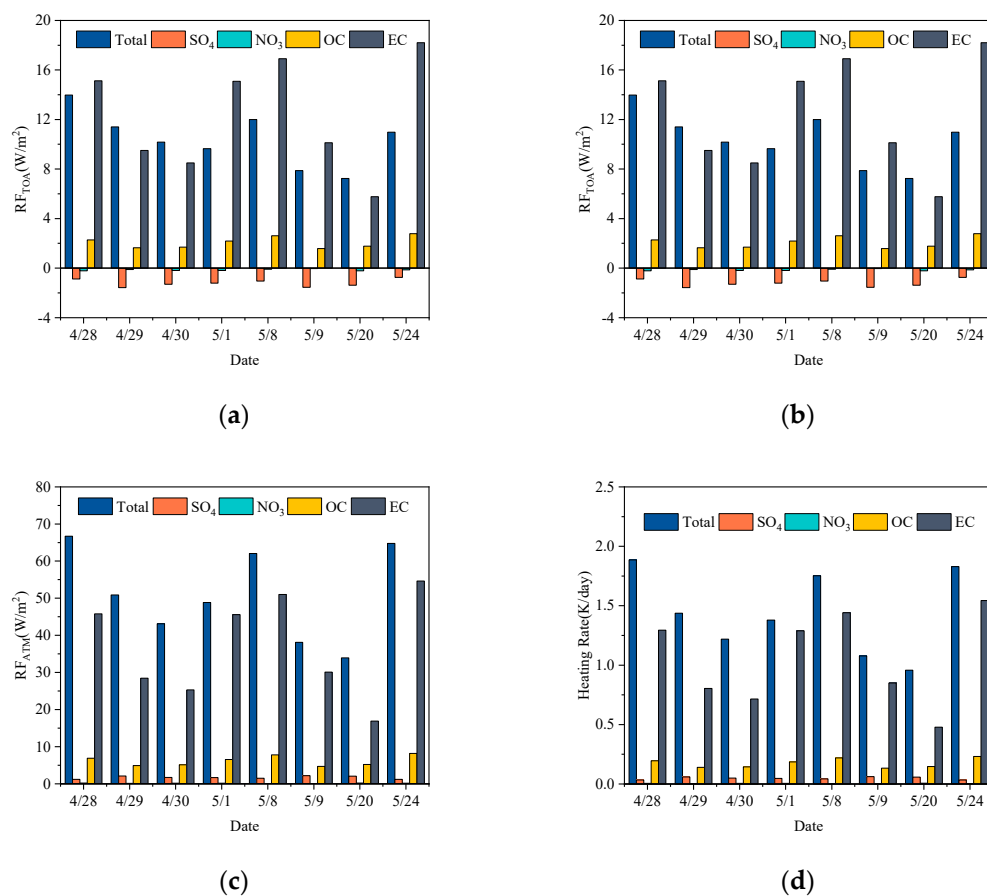 20
16
12
8
4
0
-4
RF_TOA(W/m²)
Total SO₄ NO₃ OC EC
4/28 4/29 4/30 5/1 5/8 5/9 5/20 5/24
Date
(a)
20
16
12
8
4
0
-4
RF_TOA(W/m²)
Total SO₄ NO₃ OC EC
4/28 4/29 4/30 5/1 5/8 5/9 5/20 5/24
Date
(b)
80
70
60
50
40
30
20
10
0
RF_ATM(W/m²)
Total SO₄ NO₃ OC EC
4/28 4/29 4/30 5/1 5/8 5/9 5/20 5/24
Date
(c)
2.5
2.0
1.5
1.0
0.5
0.0
Heating Rate(K/day)
Total SO₄ NO₃ OC EC
4/28 4/29 4/30 5/1 5/8 5/9 5/20 5/24
Date
(d)